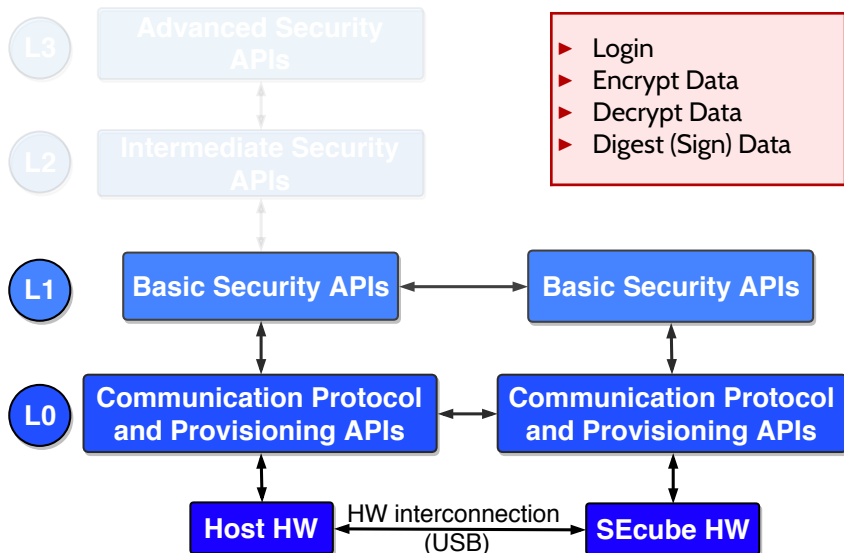 L3
Advanced Security
APIs
► Login
► Encrypt Data
► Decrypt Data
► Digest (Sign) Data
L2
Intermediate Security
APIs
L1
Basic Security APIs
Basic Security APIs
L0
Communication Protocol
and Provisioning APIs
Communication Protocol
and Provisioning APIs
Host HW
HW interconnection
(USB)
SEcube HW